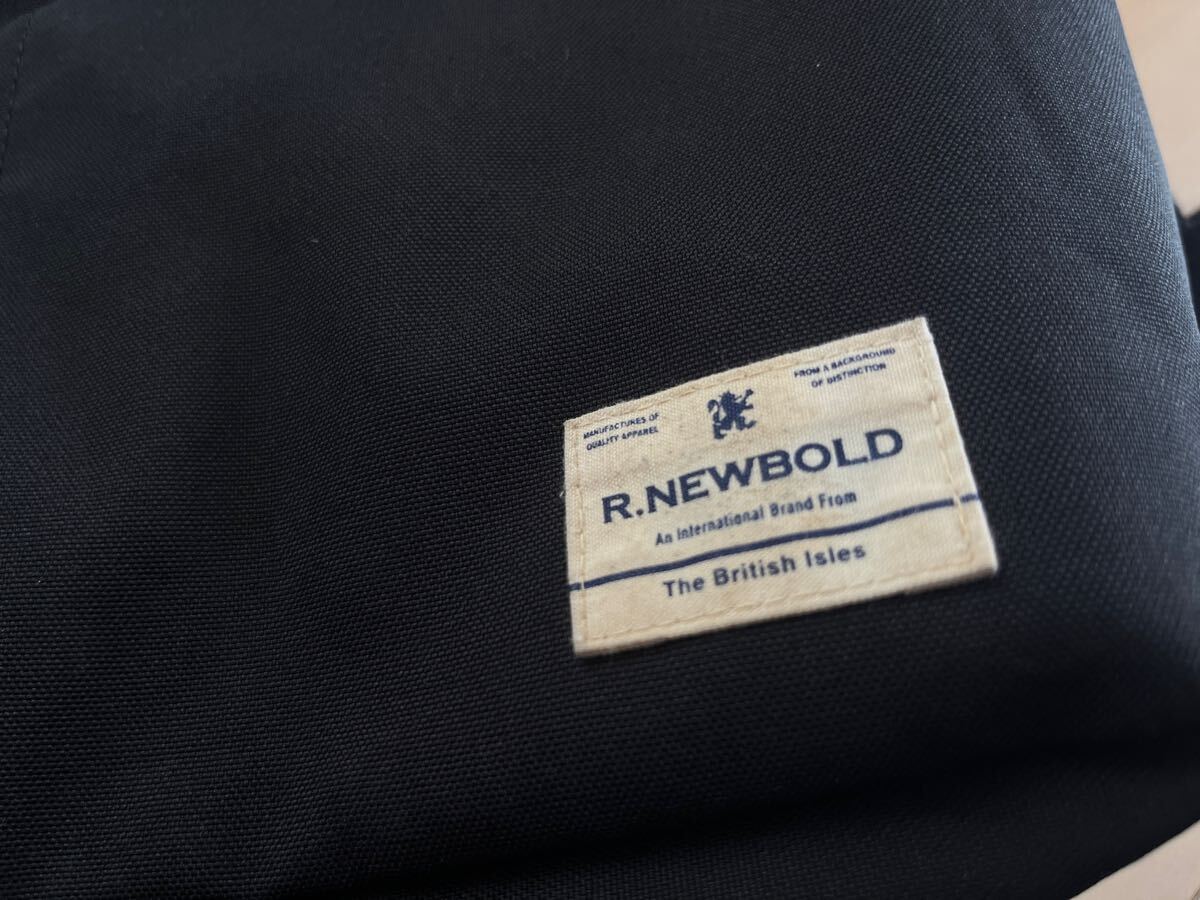 MANUFACTURES OF
QUALITY APPAREL
FROM A BACKGROUND
OF DISTINCTION
R.NEWBOLD
An International Brand From
The British Isles